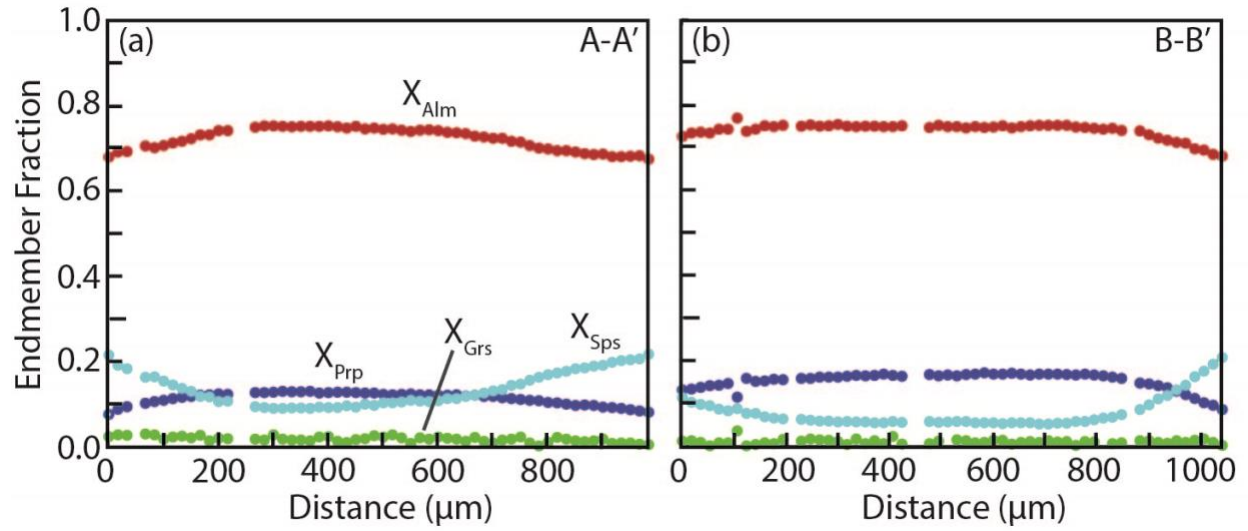 1.0
(a)
A-A’
(b)
B-B’
0.8
X_Alm
0.6
Endmember Fraction
0.4
X_Prp
X_Grs
X_Sps
0.2
0.0
0
200
400
600
800
0
200
400
600
800
1000
Distance (μm)
Distance (μm)